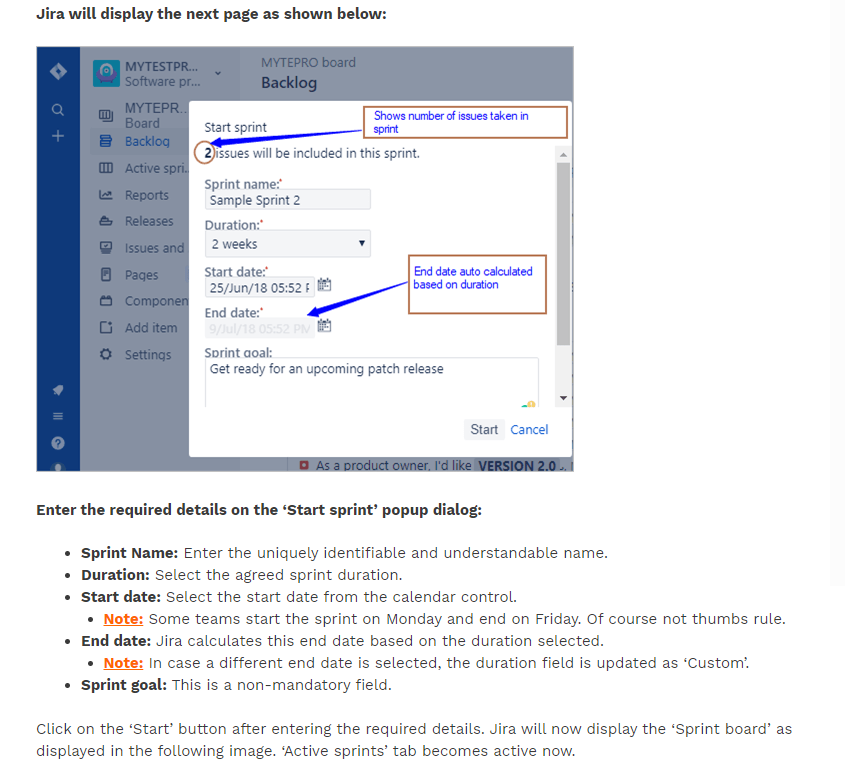 Jira will display the next page as shown below:
MYTESTPR...
Software pr...
MYTEPRO board
Backlog
MYTEPR...
Board
Backlog
Active spri..
Reports
Releases
Issues and
Pages
Componen
Add item
Settings
Start sprint
Shows number of issues taken in
sprint
2 issues will be included in this sprint.
Sprint name:*
Sample Sprint 2
Duration:*
2 weeks
Start date:*
25/Jun/18 05:52 P
End date auto calculated
based on duration
End date:*
9/Jul/18 05:52 PM
Sprint goal:
Get ready for an upcoming patch release
Start Cancel
As a product owner, I'd like VERSION 2.0
Enter the required details on the ‘Start sprint’ popup dialog:
• Sprint Name: Enter the uniquely identifiable and understandable name.
• Duration: Select the agreed sprint duration.
• Start date: Select the start date from the calendar control.
• Note: Some teams start the sprint on Monday and end on Friday. Of course not thumbs rule.
• End date: Jira calculates this end date based on the duration selected.
• Note: In case a different end date is selected, the duration field is updated as ‘Custom’.
• Sprint goal: This is a non-mandatory field.
Click on the ‘Start’ button after entering the required details. Jira will now display the ‘Sprint board’ as
displayed in the following image. ‘Active sprints’ tab becomes active now.